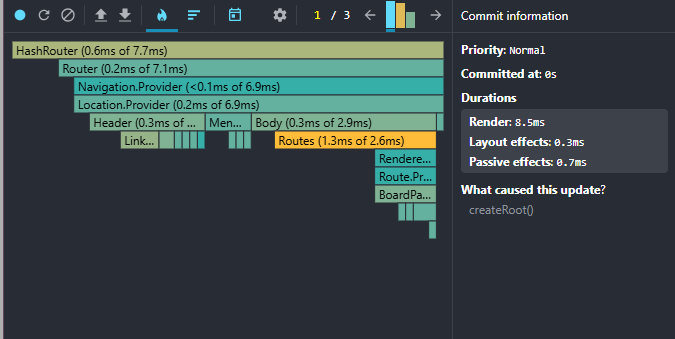 1 / 3
Commit information
HashRouter (0.6ms of 7.7ms)
Router (0.2ms of 7.1ms)
Navigation.Provider (<0.1ms of 6.9ms)
Location.Provider (0.2ms of 6.9ms)
Header (0.3ms of ... Men... Body (0.3ms of 2.9ms)
Link... Routes (1.3ms of 2.6ms)
Rendere...
Route.Pr...
BoardPa...
Priority: Normal
Committed at: 0s
Durations
Render: 8.5ms
Layout effects: 0.3ms
Passive effects: 0.7ms
What caused this update?
createRoot()